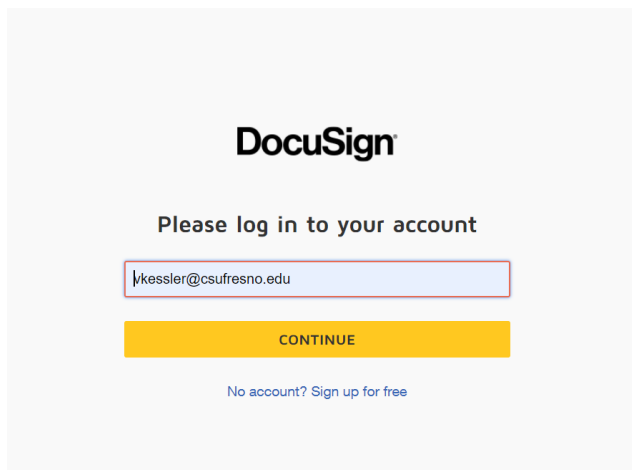 DocuSign
Please log in to your account
vkessler@csufresno.edu
CONTINUE
No account? Sign up for free